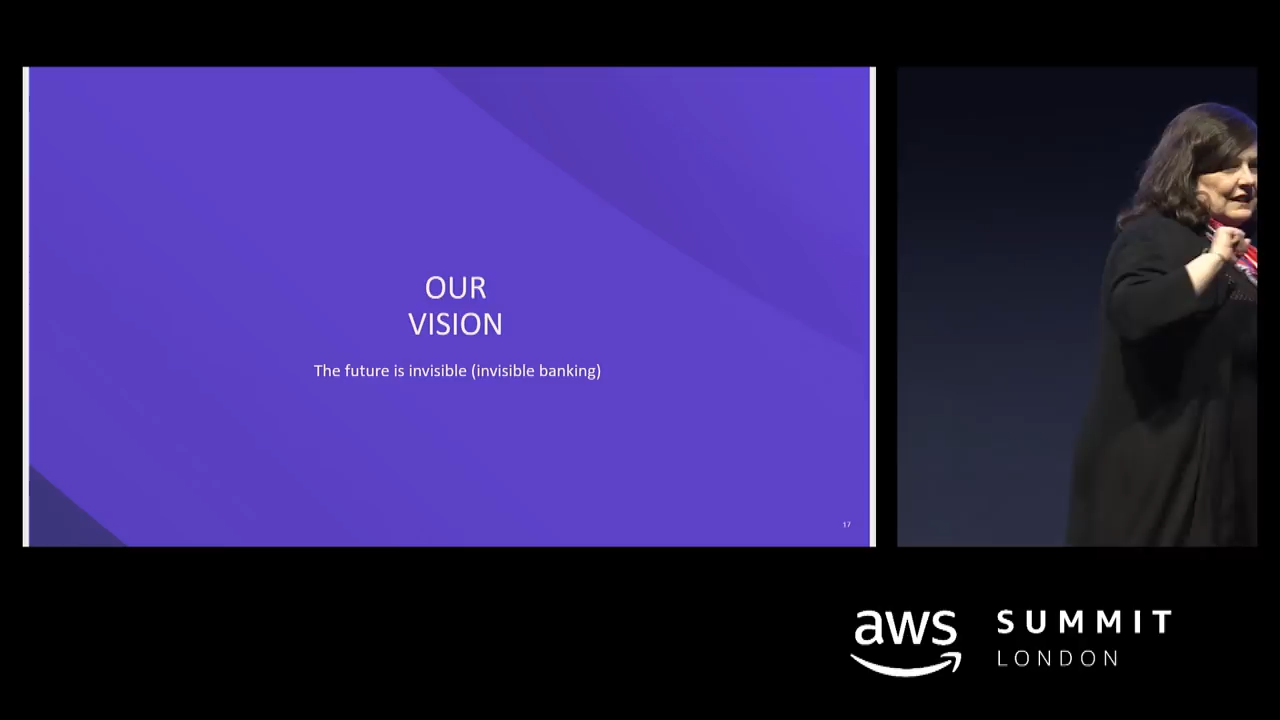 OUR
VISION
The future is invisible (invisible banking)
17
aws
SUMMIT
LONDON